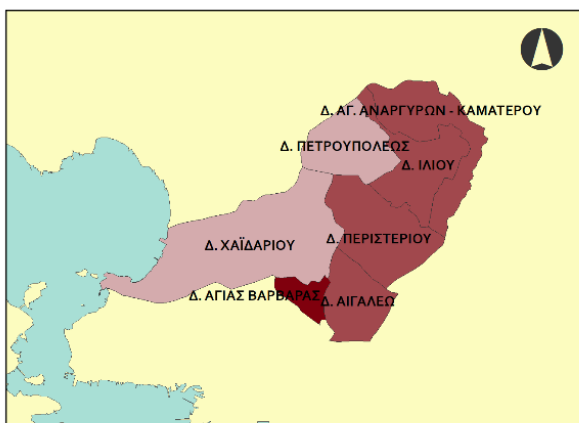 Δ. ΑΓ. ΑΝΑΡΓΥΡΩΝ - ΚΑΜΑΤΕΡΟΥ
Δ. ΠΕΤΡΟΥΠΟΛΕΩΣ
Δ. ΙΛΙΟΥ
Δ. ΧΑΪΔΑΡΙΟΥ
Δ. ΠΕΡΙΣΤΕΡΙΟΥ
Δ. ΑΓΙΑΣ ΒΑΡΒΑΡΑΣ
Δ. ΑΙΓΑΛΕΩ